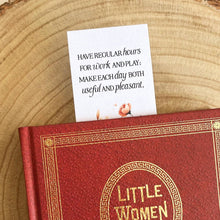 HAVE REGULAR hours
FOR work AND PLAY:
MAKE EACH day BOTH
useful AND pleasant.
LITTLE
WOMEN